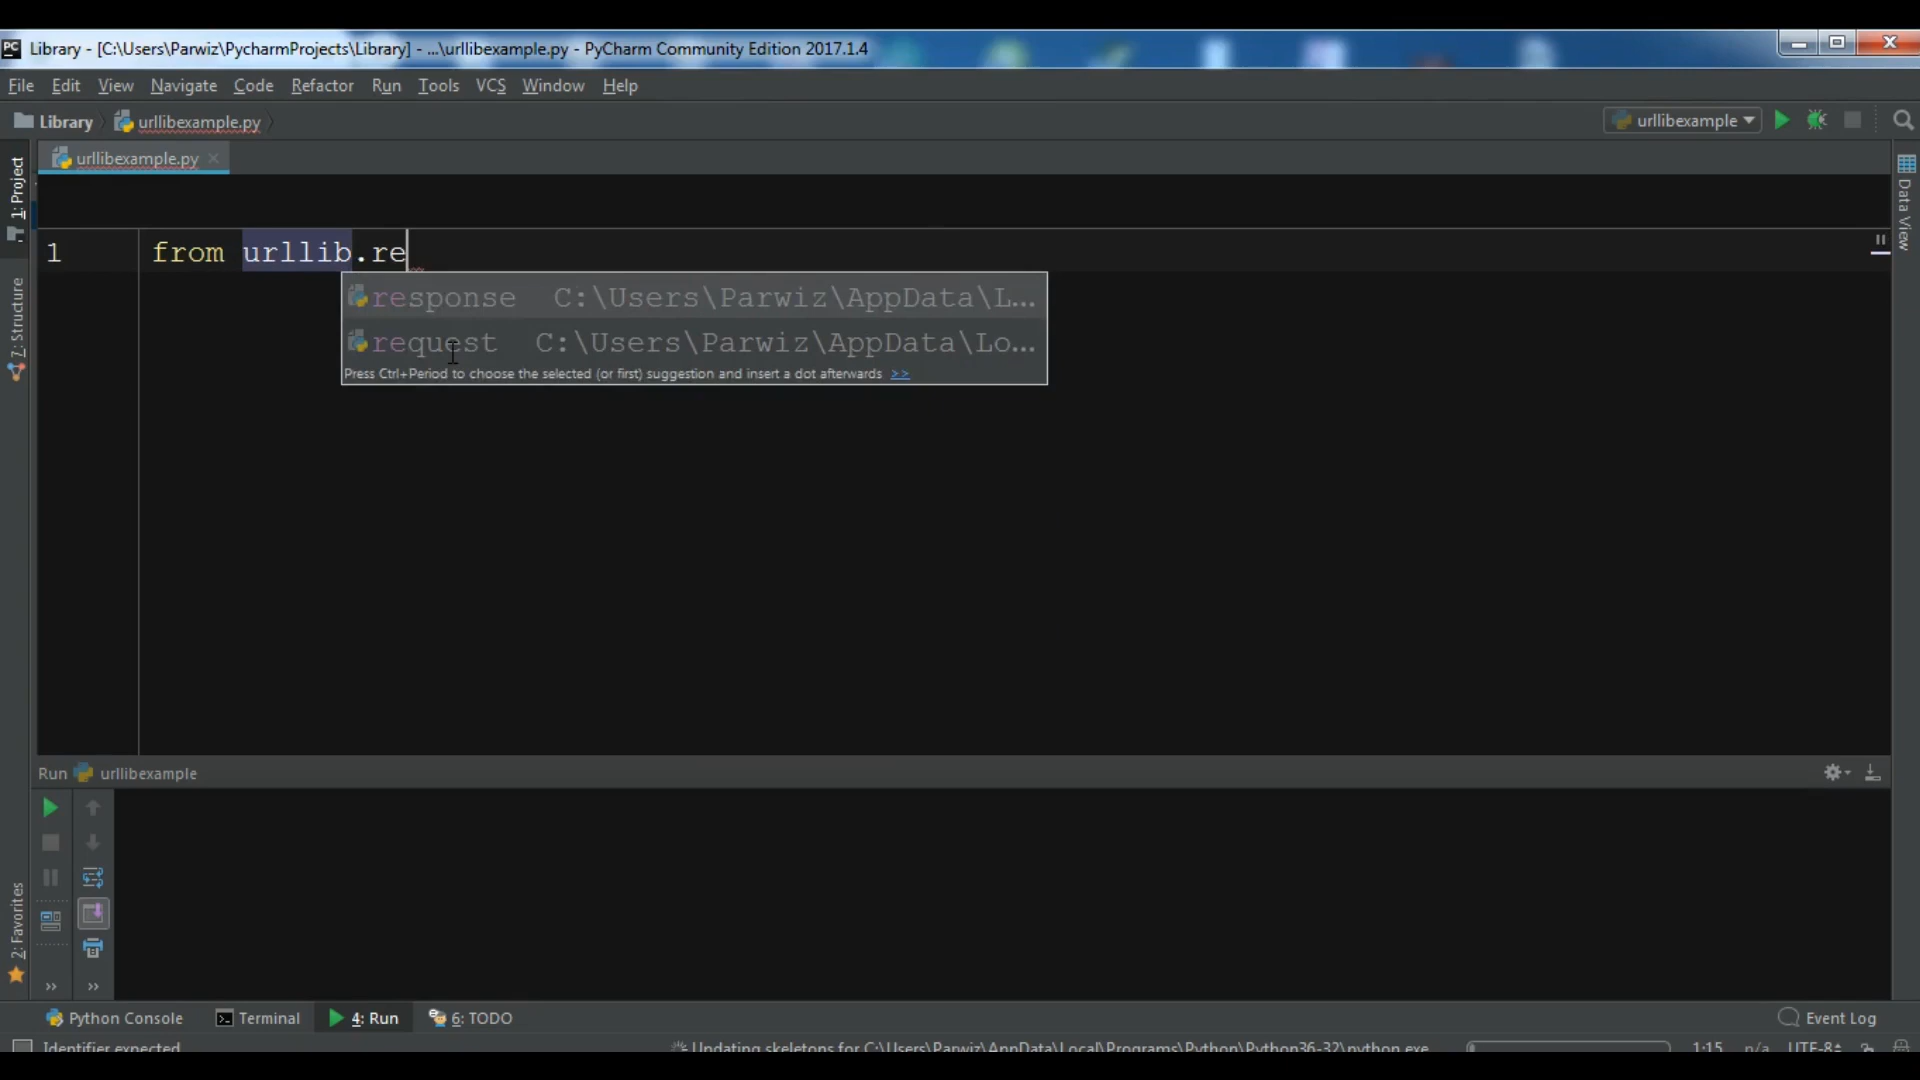 PC Library - [C:\Users\Parwiz\PycharmProjects\Library] - ...\urllibexample.py - PyCharm Community Edition 2017.1.4
File Edit View Navigate Code Refactor Run Tools VCS Window Help
Library urllibexample.py urllibexample
urllibexample.py
1: Project
7: Structure
2: Favorites
Data View
1 from urllib.re
response C:\Users\Parwiz\AppData\L...
request C:\Users\Parwiz\AppData\Lo...
Press Ctrl+Period to choose the selected (or first) suggestion and insert a dot afterwards >>
Run urllibexample
Python Console Terminal 4: Run 6: TODO Event Log
Identifier expected Updating skeletons for C:\Users\Parwiz\AppData\Local\Programs\Python\Python36-32\python.exe 1:15 n/a UTF-8